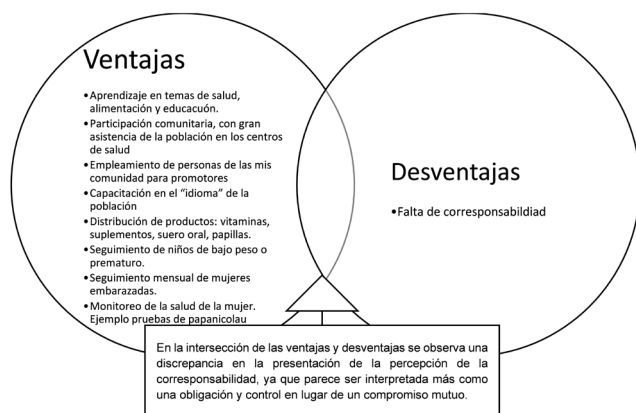 Ventajas
•Aprendizaje en temas de salud,
alimentación y educacuón.
•Participación comunitaria, con gran
asistencia de la población en los centros
de salud
•Empleamiento de personas de las mis
comunidad para promotores
•Capacitación en el "idioma" de la
población
•Distribución de productos: vitaminas,
suplementos, suero oral, papillas.
•Seguimiento de niños de bajo peso o
prematuro.
•Seguimiento mensual de mujeres
embarazadas.
•Monitoreo de la salud de la mujer.
Ejemplo pruebas de papanicolau
Desventajas
•Falta de corresponsabildiad
En la intersección de las ventajas y desventajas se observa una
discrepancia en la presentación de la percepción de la
corresponsabilidad, ya que parece ser interpretada más como
una obligación y control en lugar de un compromiso mutuo.